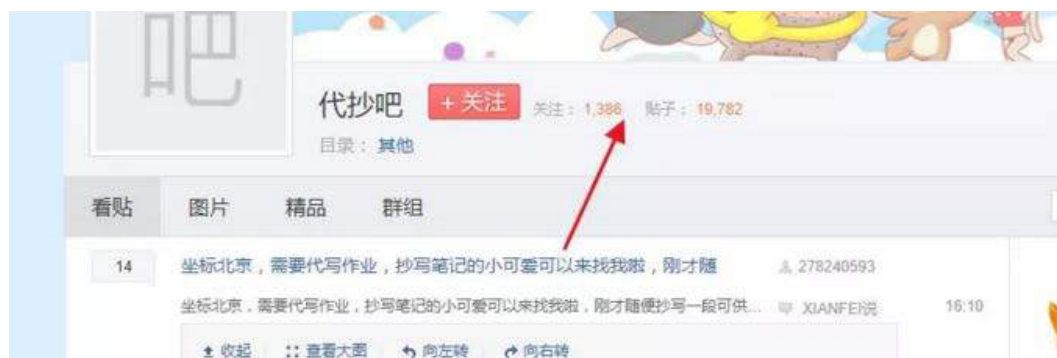 吧
代抄吧 +关注 关注：1,386 贴子：19,782
目录：其他
看贴 图片 精品 群组
14 坐标北京，需要代写作业，抄写笔记的小可爱可以来找我啦，刚才随 278240593
坐标北京，需要代写作业，抄写笔记的小可爱可以来找我啦，刚才随便抄写一段可供... XIANFEI说 16:10
收起 查看大图 向左转 向右转